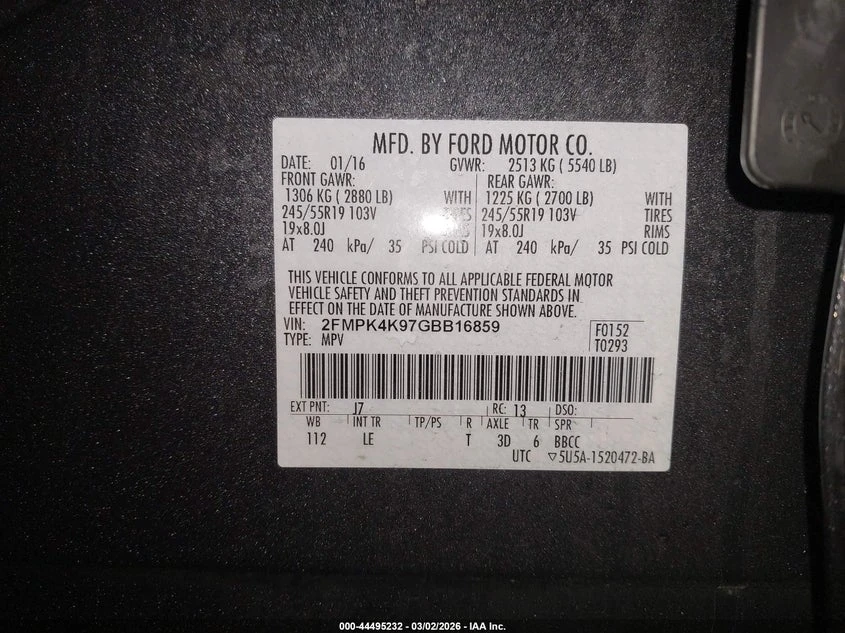 MFD. BY FORD MOTOR CO.
DATE: 01/16 GVWR: 2513 KG ( 5540 LB)
FRONT GAWR: REAR GAWR:
1306 KG ( 2880 LB) WITH 1225 KG ( 2700 LB) WITH
245/55R19 103V TIRES 245/55R19 103V TIRES
19x8.0J RIMS 19x8.0J RIMS
AT 240 kPa/ 35 PSI COLD AT 240 kPa/ 35 PSI COLD
THIS VEHICLE CONFORMS TO ALL APPLICABLE FEDERAL MOTOR
VEHICLE SAFETY AND THEFT PREVENTION STANDARDS IN
EFFECT ON THE DATE OF MANUFACTURE SHOWN ABOVE.
VIN: 2FMPK4K97GBB16859 F0152
TYPE: MPV T0293
EXT PNT: J7 RC: 13 DSO:
WB INT TR TP/PS R AXLE TR SPR
112 LE T 3D 6 BBCC
UTC ▽5U5A-1520472-BA
000-44495232 - 03/02/2026 - IAA Inc.